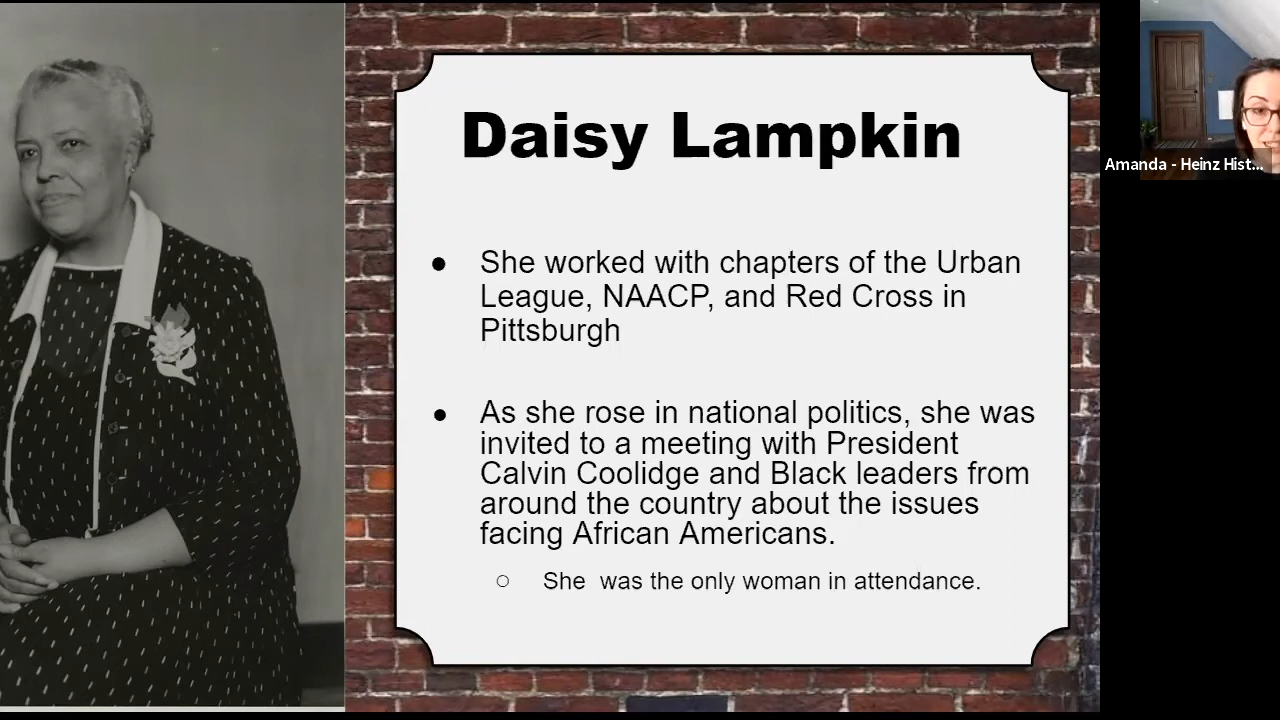 Daisy Lampkin
● She worked with chapters of the Urban
League, NAACP, and Red Cross in
Pittsburgh
● As she rose in national politics, she was
invited to a meeting with President
Calvin Coolidge and Black leaders from
around the country about the issues
facing African Americans.
○ She  was the only woman in attendance.
Amanda - Heinz Hist...